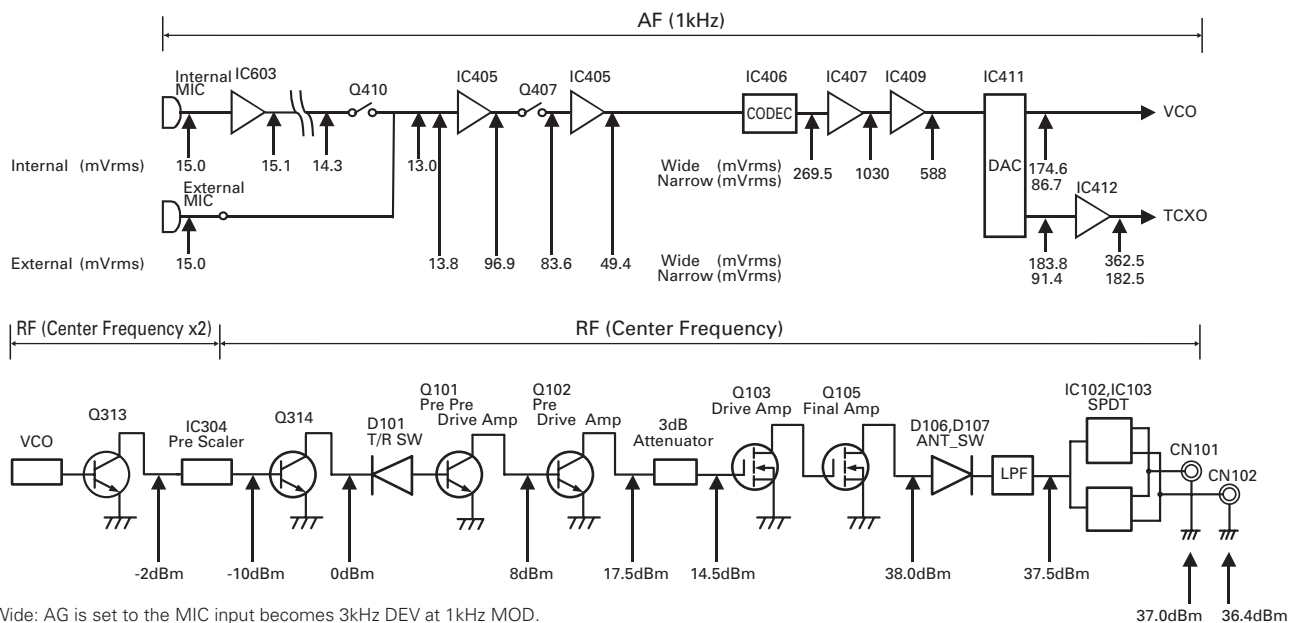 AF (1kHz)
Internal MIC
IC603
Q410
IC405
Q407
IC405
IC406
CODEC
IC407
IC409
IC411
DAC
VCO
Internal (mVrms)
15.0
15.1
14.3
13.0
Wide (mVrms)
Narrow (mVrms)
269.5
1030
588
174.6
86.7
IC412
TCXO
External MIC
External (mVrms)
15.0
13.8
96.9
83.6
49.4
Wide (mVrms)
Narrow (mVrms)
183.8
91.4
362.5
182.5
RF (Center Frequency x2)
RF (Center Frequency)
VCO
Q313
IC304
Pre Scaler
Q314
D101
T/R SW
Q101
Pre Pre
Drive Amp
Q102
Pre
Drive Amp
3dB
Attenuator
Q103
Drive Amp
Q105
Final Amp
D106,D107
ANT_SW
LPF
IC102,IC103
SPDT
CN101
CN102
-2dBm
-10dBm
0dBm
8dBm
17.5dBm
14.5dBm
38.0dBm
37.5dBm
37.0dBm
36.4dBm
Wide: AG is set to the MIC input becomes 3kHz DEV at 1kHz MOD.